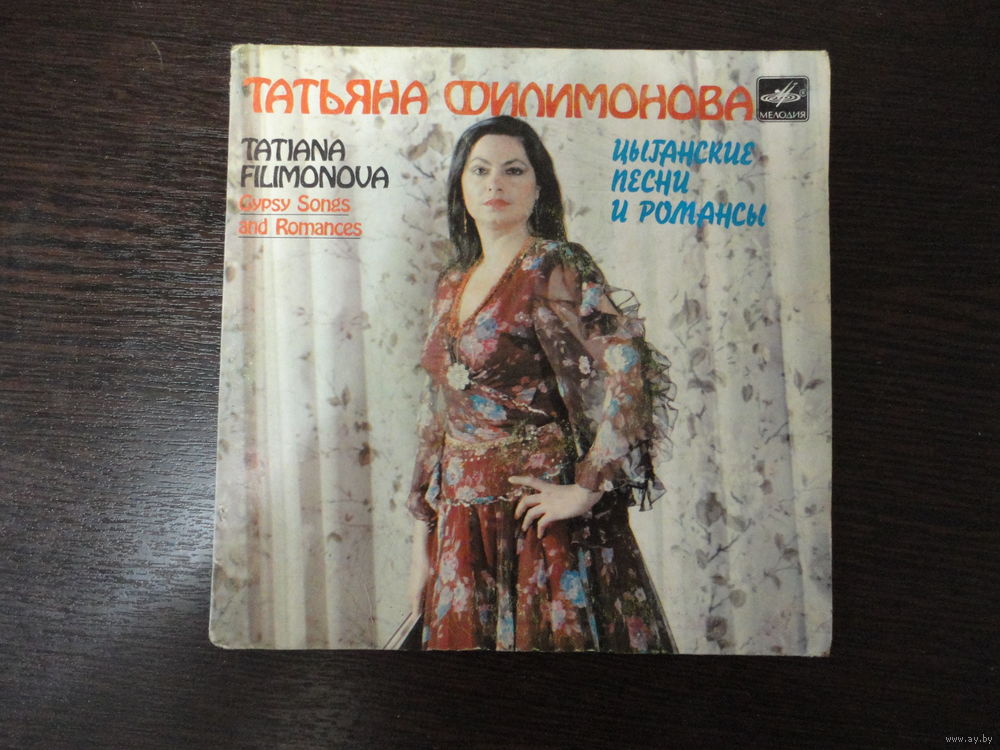 ТАТЬЯНА ФИЛИМОНОВА
МЕЛОДИЯ
TATIANA
FILIMONOVA
Gypsy Songs
and Romances
ЦЫГАНСКИЕ
ПЕСНИ
И РОМАНСЫ
www.ay.by